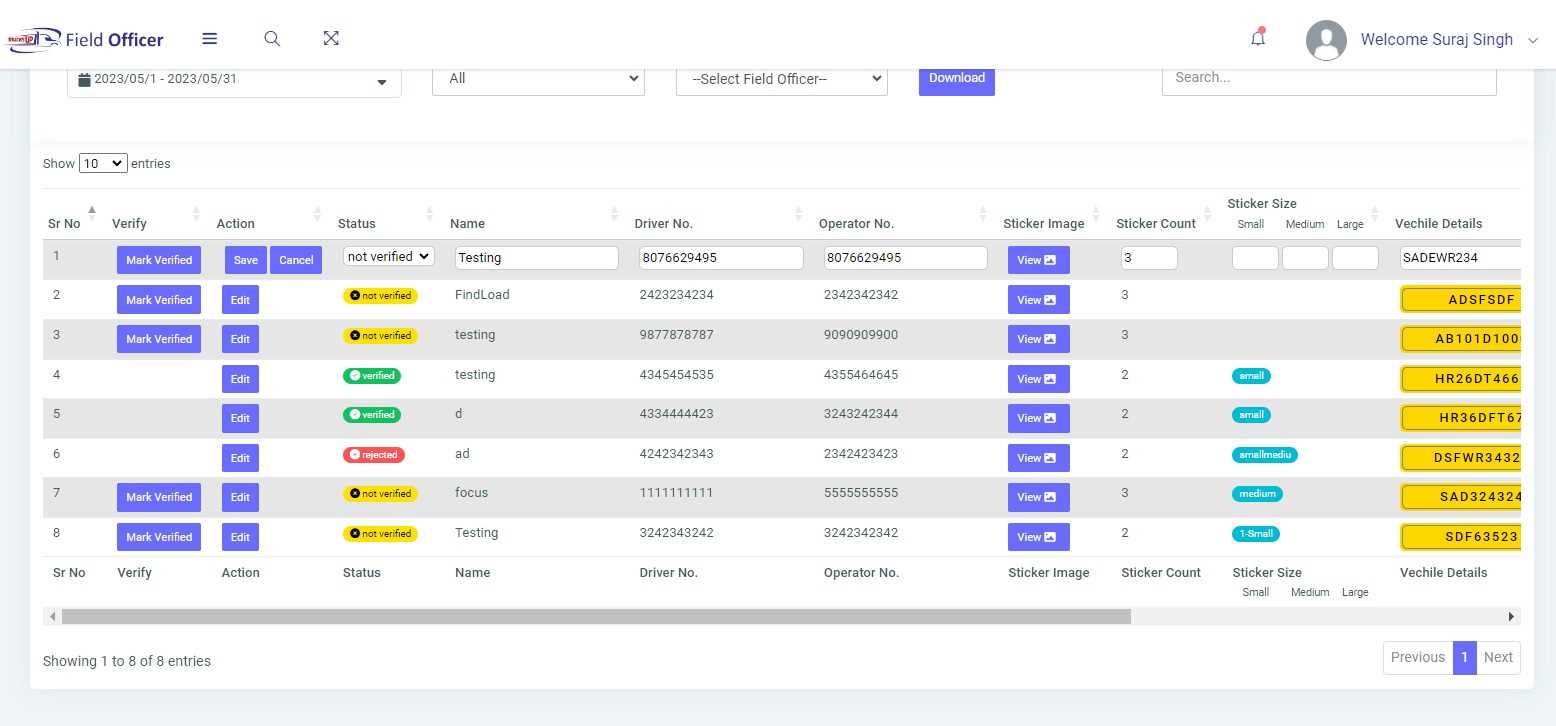 Field Officer
Welcome Suraj Singh
2023/05/1 - 2023/05/31 All --Select Field Officer-- Download Search...
Show 10 entries
Sr No Verify Action Status Name Driver No. Operator No. Sticker Image Sticker Count Sticker Size Small Medium Large Vechile Details
1 Mark Verified Save Cancel not verified Testing 8076629495 8076629495 View 3 SADEWR234
2 Mark Verified Edit not verified FindLoad 2423234234 2342342342 View 3 ADSFSDF
3 Mark Verified Edit not verified testing 9877878787 9090909900 View 3 AB101D100
4 Edit verified testing 4345454535 4355464645 View 2 small HR26DT466
5 Edit verified d 4334444423 3243242344 View 2 small HR36DFT67
6 Edit rejected ad 4242342343 2342423423 View 2 smallmediu DSFWR3432
7 Mark Verified Edit not verified focus 1111111111 5555555555 View 3 medium SAD324324
8 Mark Verified Edit not verified Testing 3242343242 3242342342 View 2 1-Small SDF63523
Sr No Verify Action Status Name Driver No. Operator No. Sticker Image Sticker Count Sticker Size Small Medium Large Vechile Details
Showing 1 to 8 of 8 entries
Previous 1 Next